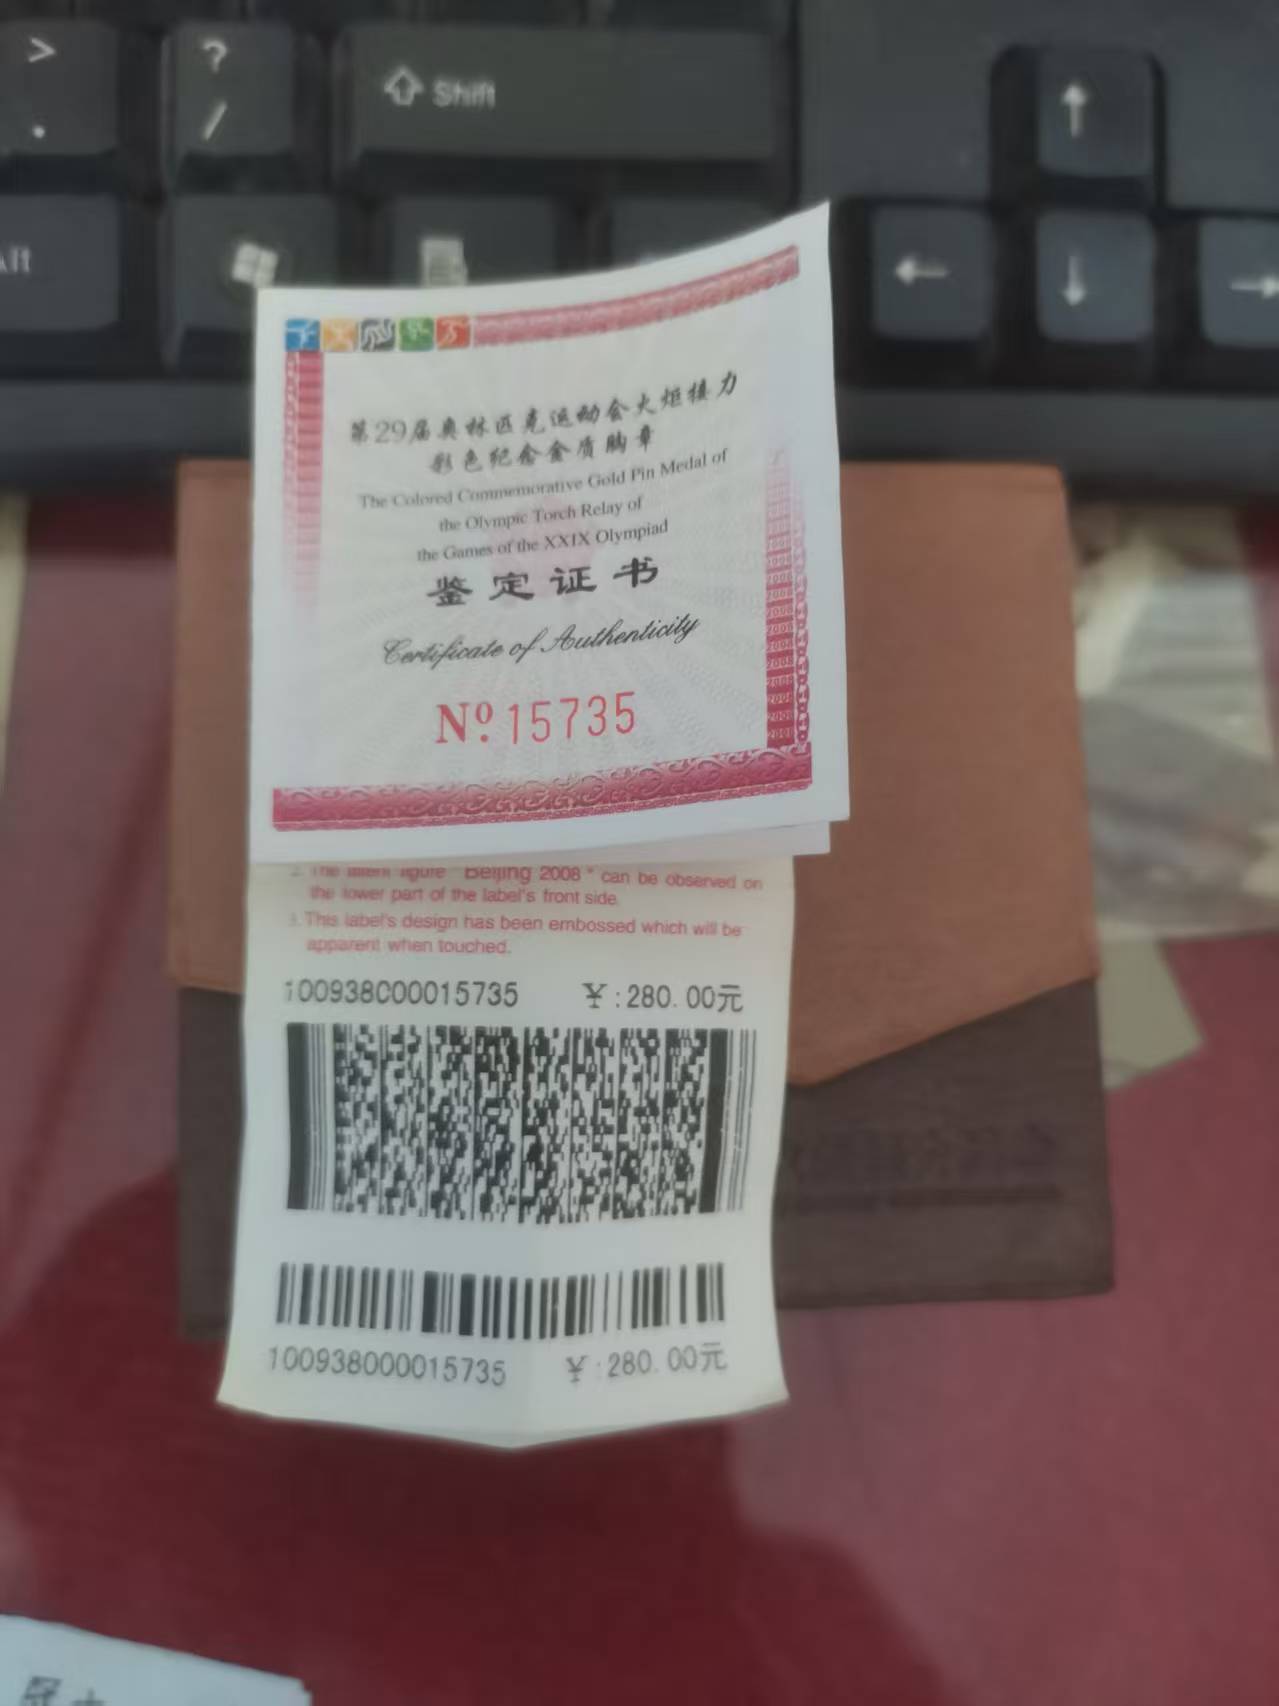 >
.
?
/
Shift
第29届奥林匹克运动会火炬接力
彩色纪念金质胸章
The Colored Commemorative Gold Pin Medal of
the Olympic Torch Relay of
the Games of the XXIX Olympiad
鉴定证书
Certificate of Authenticity
Nº 15735
2. The latent figure "Beijing 2008" can be observed on
the lower part of the label's front side.
3. This label's design has been embossed which will be
apparent when touched.
100938000015735 ¥:280.00元
100938000015735 ¥:280.00元